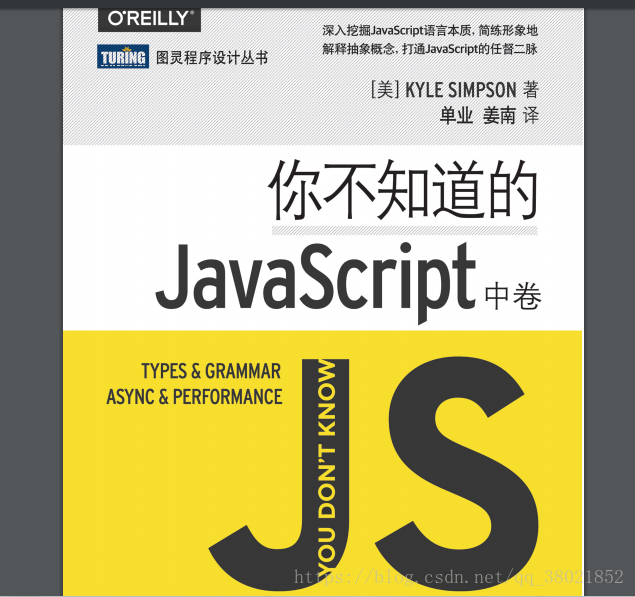 O'REILLY®
TURING 图灵程序设计丛书
深入挖掘JavaScript语言本质，简练形象地
解释抽象概念，打通JavaScript的任督二脉
[美] KYLE SIMPSON 著
单业 姜南 译
你不知道的
JavaScript 中卷
TYPES & GRAMMAR
ASYNC & PERFORMANCE
YOU DON'T KNOW
JS
https://blog.csdn.net/qq_38021852